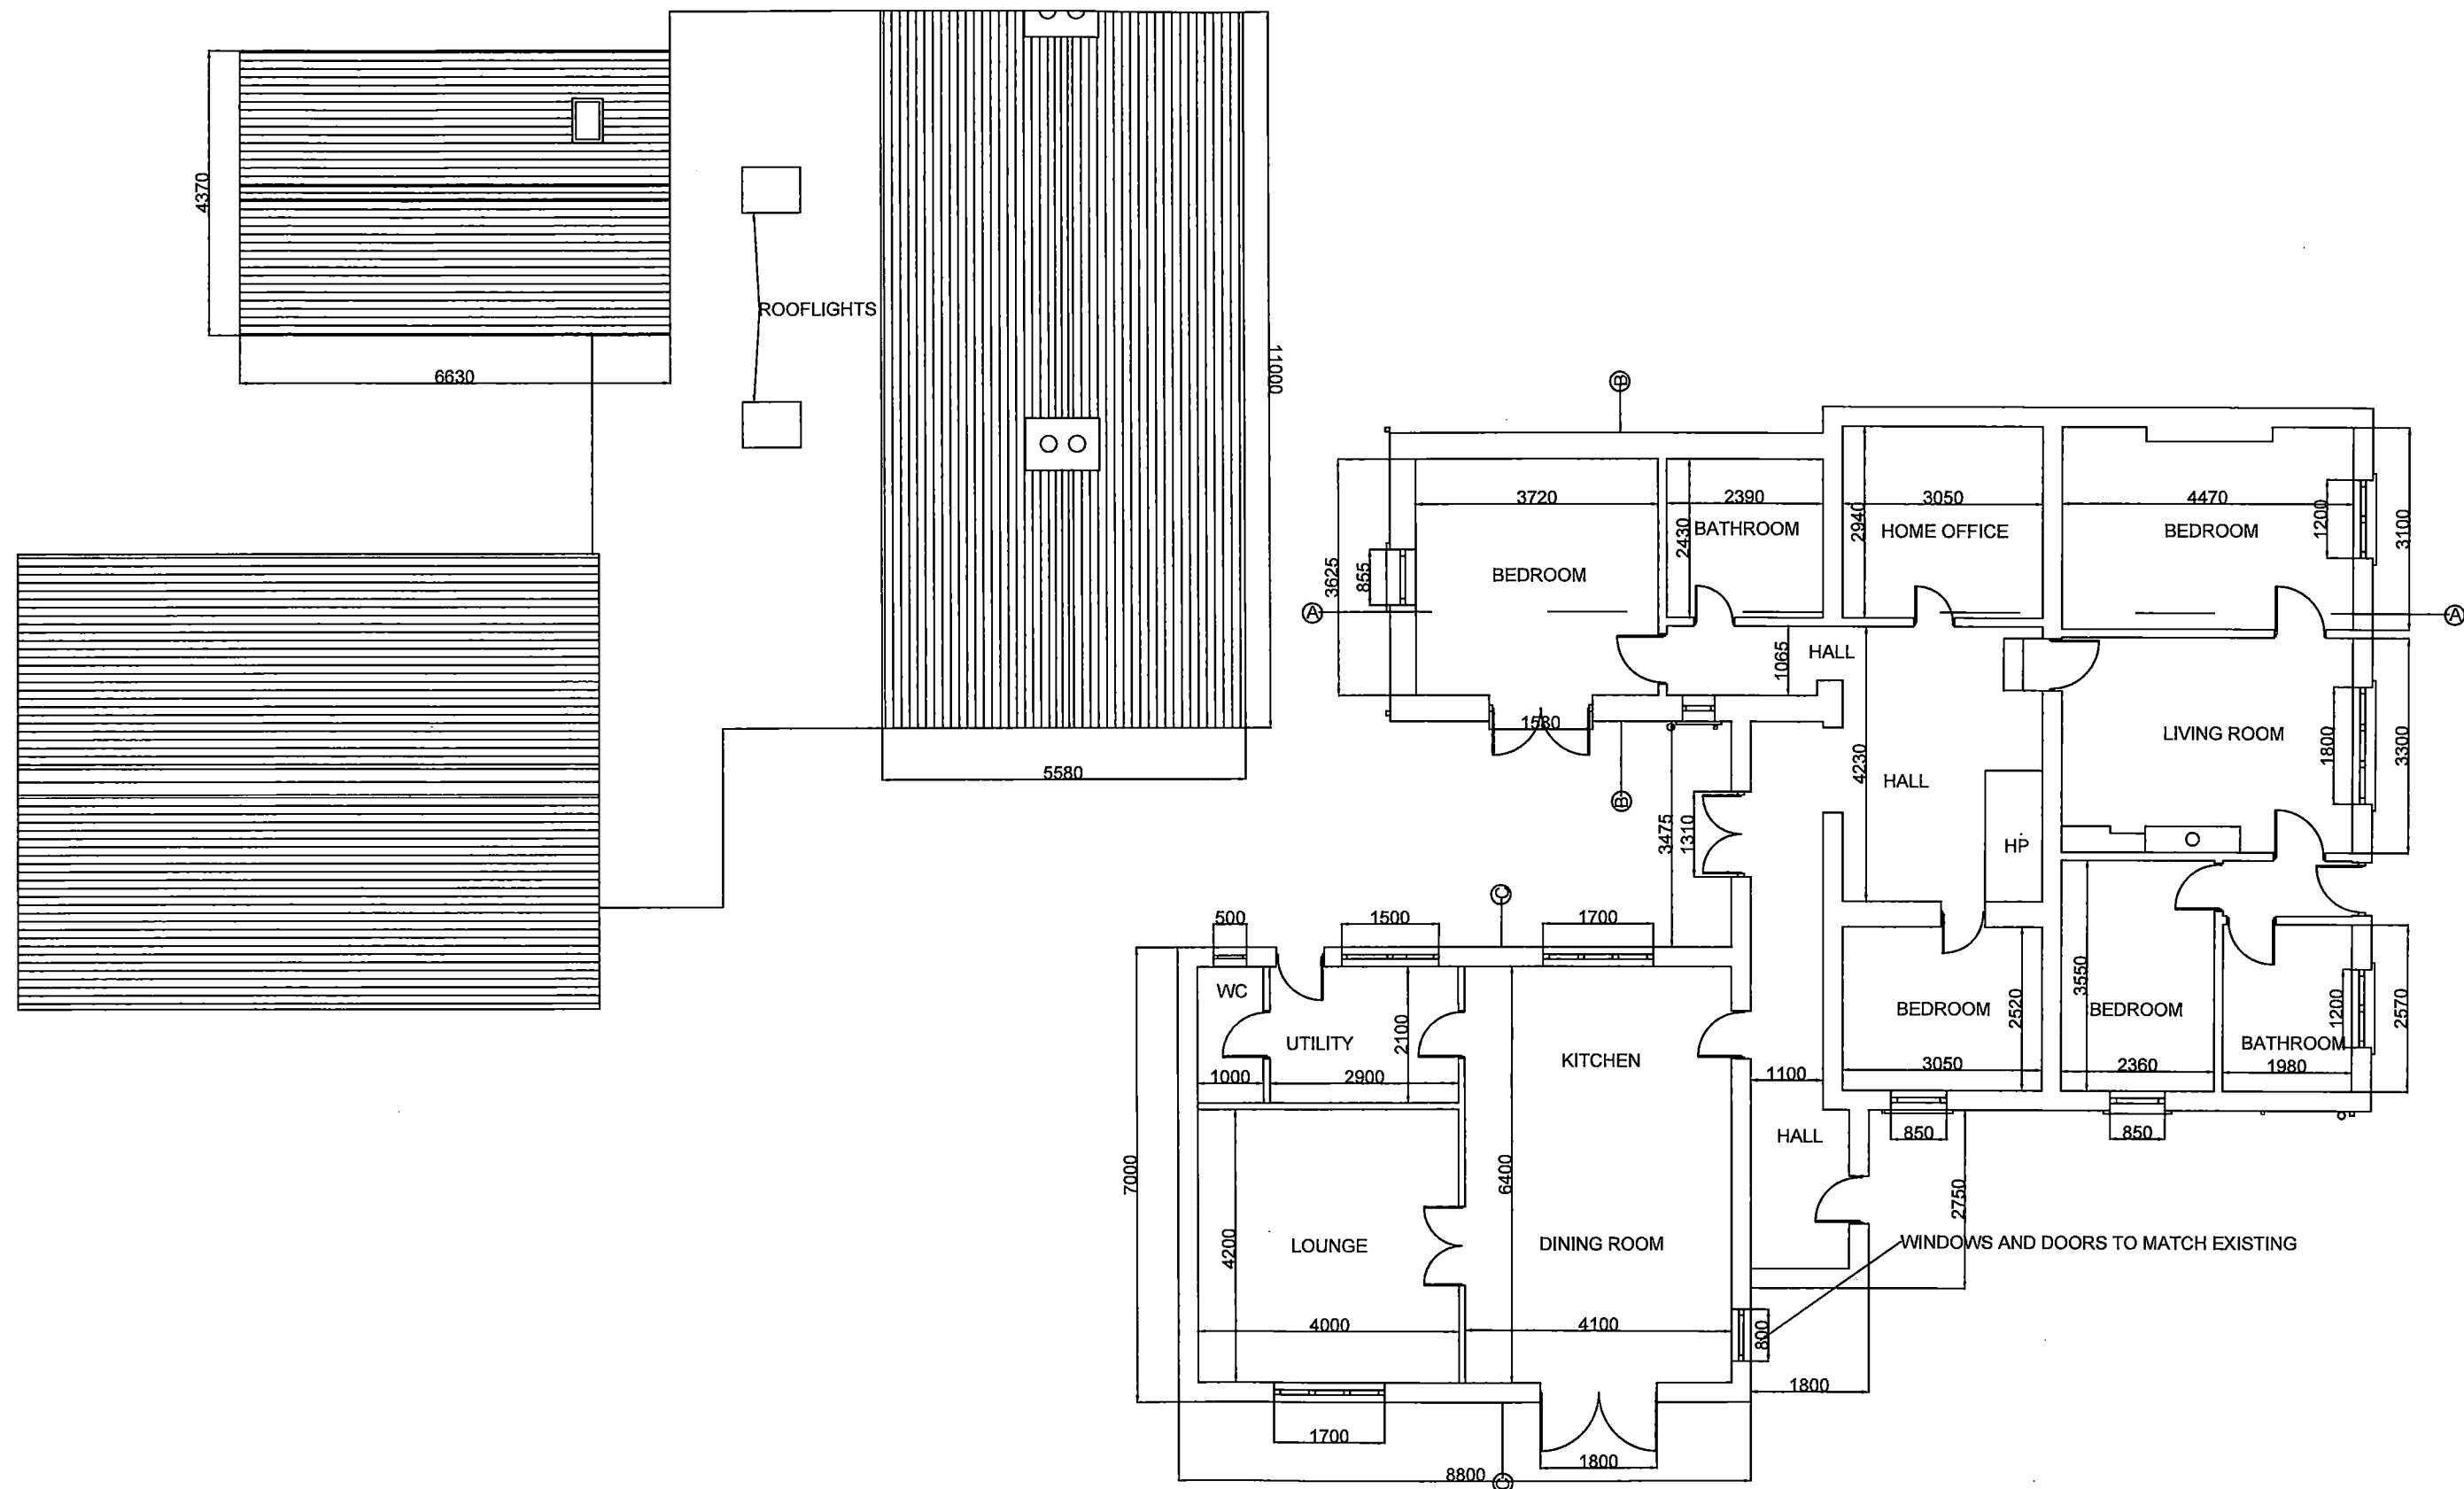 4370
6630
ROOFLIGHTS
11000
5580
B
3720
2390
3050
4470
2430
BATHROOM
2940
HOME OFFICE
BEDROOM
1200
3100
3625
855
BEDROOM
A
A
1065
HALL
1580
LIVING ROOM
1800
3300
4230
HALL
B
3475
1310
HP
C
500
1500
1700
WC
UTILITY
2100
KITCHEN
1000
2900
1100
BEDROOM
2520
3050
3550
BEDROOM
2360
BATHROOM
1980
1200
2570
HALL
850
850
7000
4200
LOUNGE
6400
DINING ROOM
2750
WINDOWS AND DOORS TO MATCH EXISTING
4000
4100
800
1800
1700
1800
8800
C